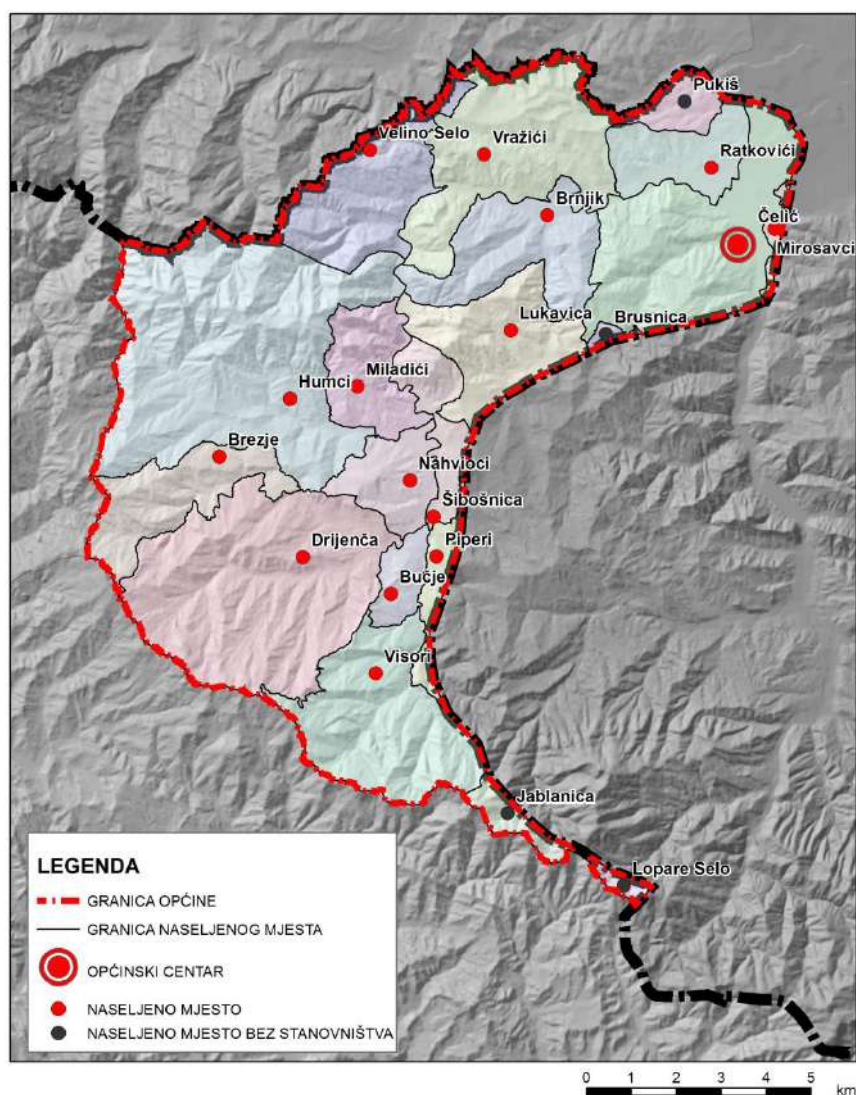 Pukiš
Velino Selo
Vražići
Ratkovići
Brnjik
Čelić
Mirosavci
Lukavica
Brusnica
Miladići
Humci
Brezje
Nahvioci
Šibošnica
Drijenča
Piperi
Bučje
Visori
Jablanica
Lopare Selo
LEGENDA
GRANICA OPĆINE
GRANICA NASELJENOG MJESTA
OPĆINSKI CENTAR
NASELJENO MJESTO
NASELJENO MJESTO BEZ STANOVNIŠTVA
0 1 2 3 4 5
km